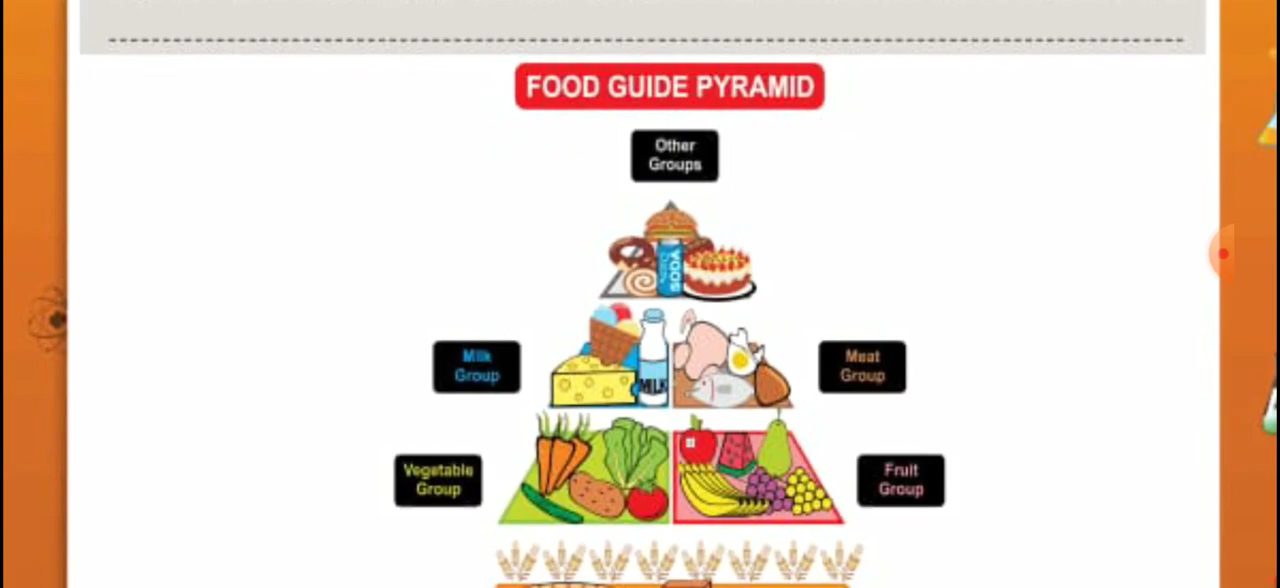 FOOD GUIDE PYRAMID
Other
Groups
SODA
Milk
Group
MILK
Meat
Group
Vegetable
Group
Fruit
Group